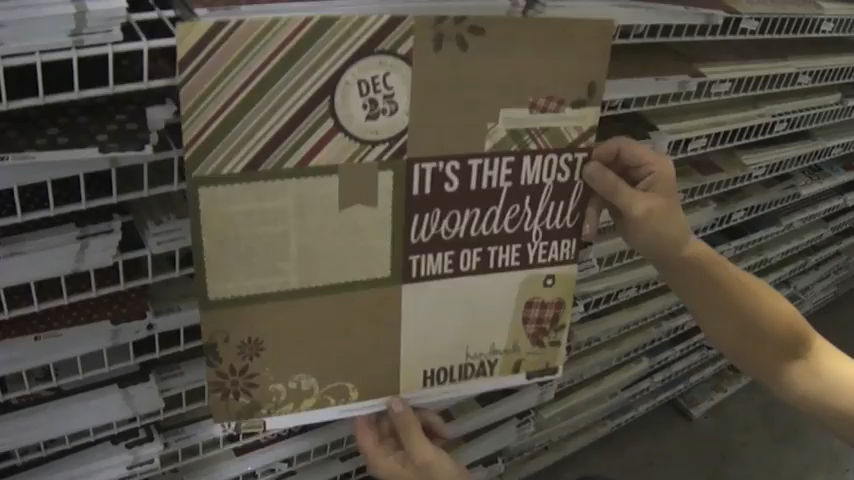 DEC
25
IT'S THE MOST
wonderful
TIME OF THE YEAR!
handmade
HOLIDAY